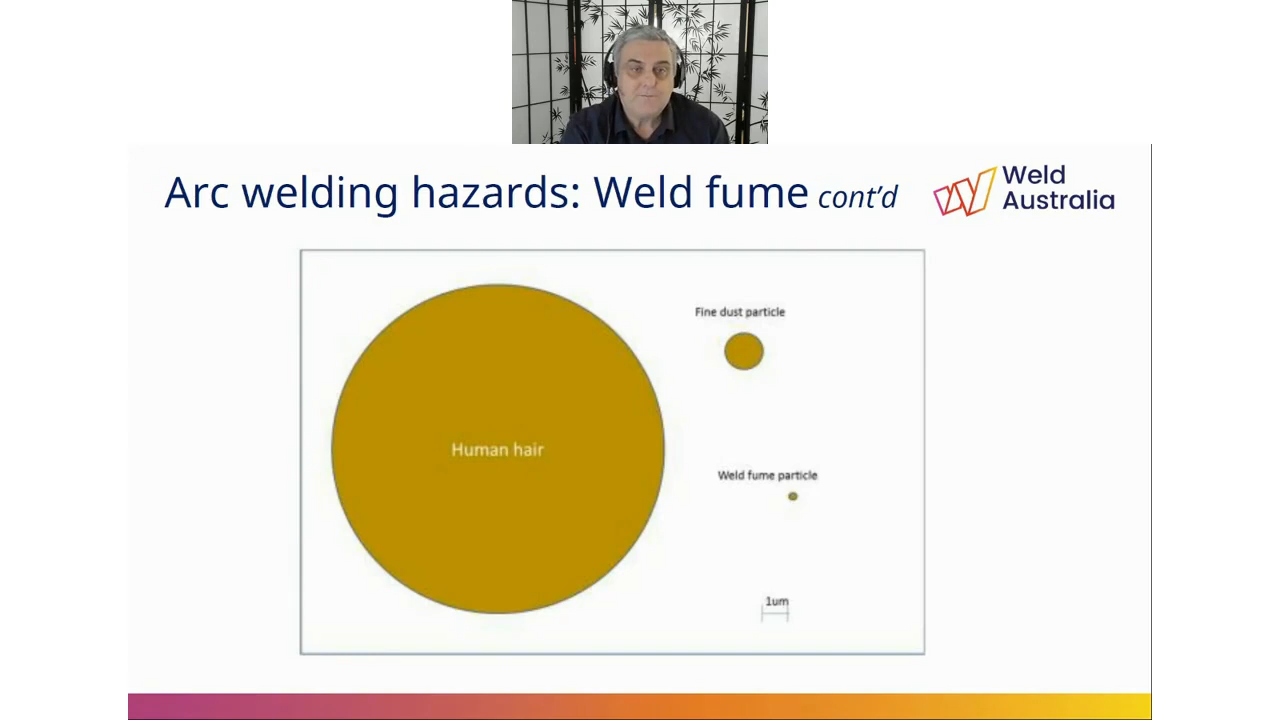 Arc welding hazards: Weld fume cont'd
Weld
Australia
Fine dust particle
Human hair
Weld fume particle
1um